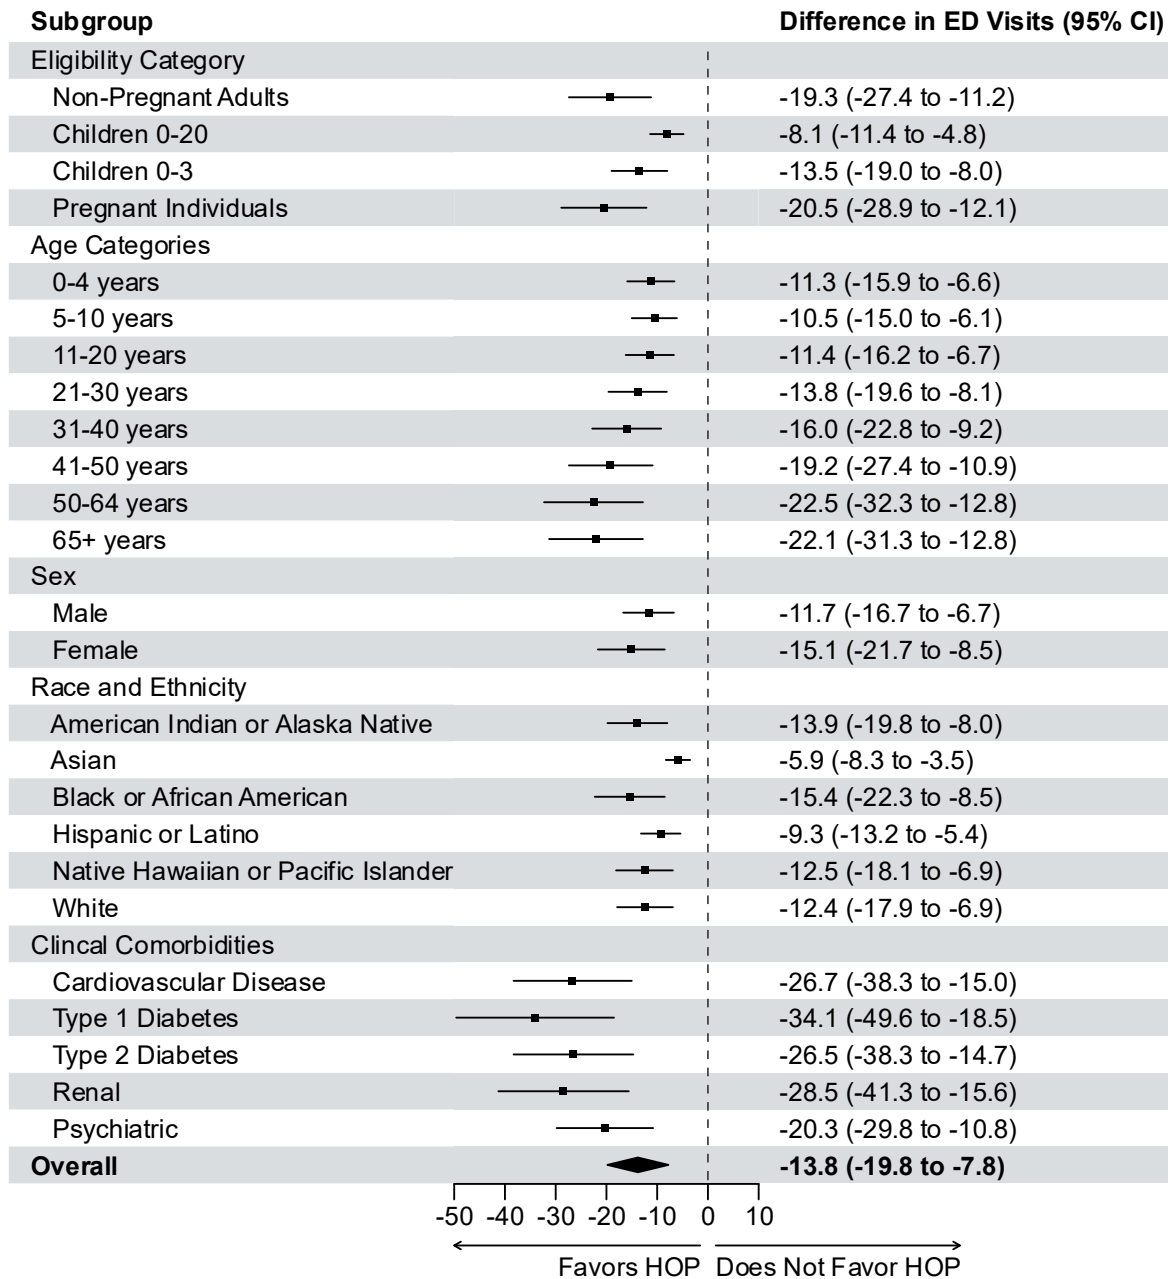 Subgroup Difference in ED Visits (95% CI)
Eligibility Category
Non-Pregnant Adults -19.3 (-27.4 to -11.2)
Children 0-20 -8.1 (-11.4 to -4.8)
Children 0-3 -13.5 (-19.0 to -8.0)
Pregnant Individuals -20.5 (-28.9 to -12.1)
Age Categories
0-4 years -11.3 (-15.9 to -6.6)
5-10 years -10.5 (-15.0 to -6.1)
11-20 years -11.4 (-16.2 to -6.7)
21-30 years -13.8 (-19.6 to -8.1)
31-40 years -16.0 (-22.8 to -9.2)
41-50 years -19.2 (-27.4 to -10.9)
50-64 years -22.5 (-32.3 to -12.8)
65+ years -22.1 (-31.3 to -12.8)
Sex
Male -11.7 (-16.7 to -6.7)
Female -15.1 (-21.7 to -8.5)
Race and Ethnicity
American Indian or Alaska Native -13.9 (-19.8 to -8.0)
Asian -5.9 (-8.3 to -3.5)
Black or African American -15.4 (-22.3 to -8.5)
Hispanic or Latino -9.3 (-13.2 to -5.4)
Native Hawaiian or Pacific Islander -12.5 (-18.1 to -6.9)
White -12.4 (-17.9 to -6.9)
Clincal Comorbidities
Cardiovascular Disease -26.7 (-38.3 to -15.0)
Type 1 Diabetes -34.1 (-49.6 to -18.5)
Type 2 Diabetes -26.5 (-38.3 to -14.7)
Renal -28.5 (-41.3 to -15.6)
Psychiatric -20.3 (-29.8 to -10.8)
Overall -13.8 (-19.8 to -7.8)
-50 -40 -30 -20 -10 0 10
Favors HOP Does Not Favor HOP